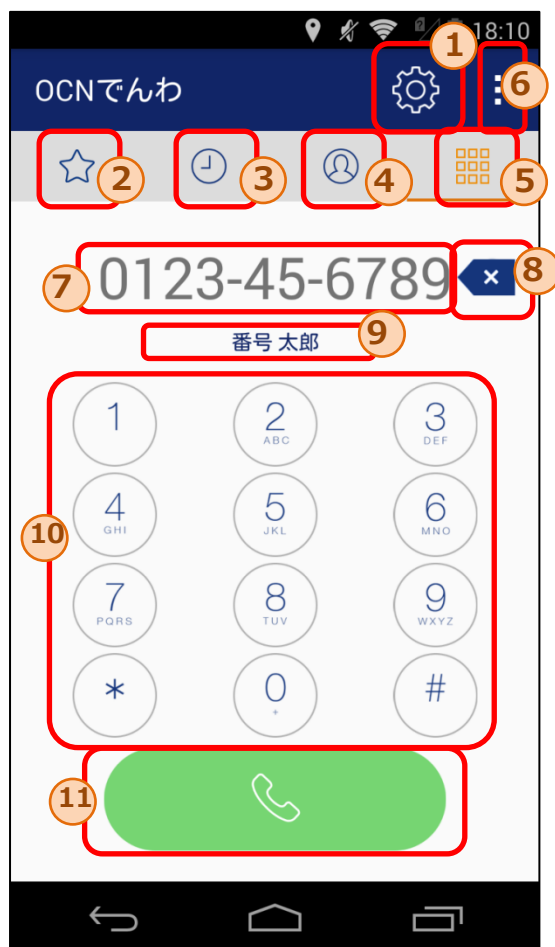 18:10
1
OCNでんわ
6
2
3
4
5
7
0123-45-6789
×
8
番号 太郎
9
1
2
ABC
3
DEF
10
4
GHI
5
JKL
6
MNO
7
PQRS
8
TUV
9
WXYZ
*
0
+
#
11